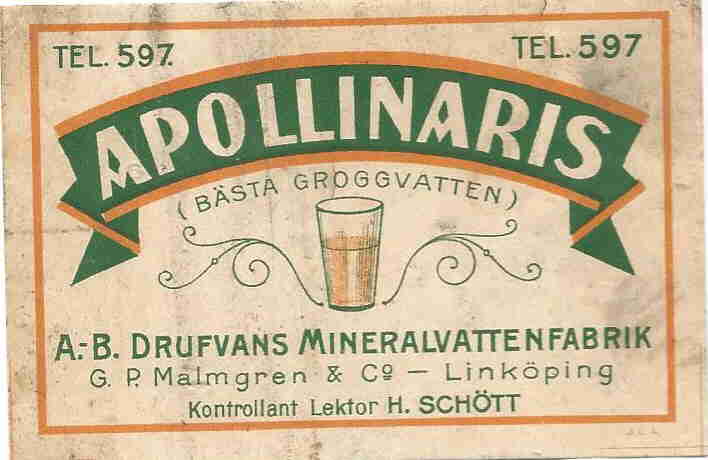 TEL. 597.
TEL. 597
APOLLINARIS
(BÄSTA GROGGVATTEN)
A.-B. DRUFVANS MINERALVATTENFABRIK
G. P. Malmgren & Cº — Linköping
Kontrollant Lektor H. SCHÖTT